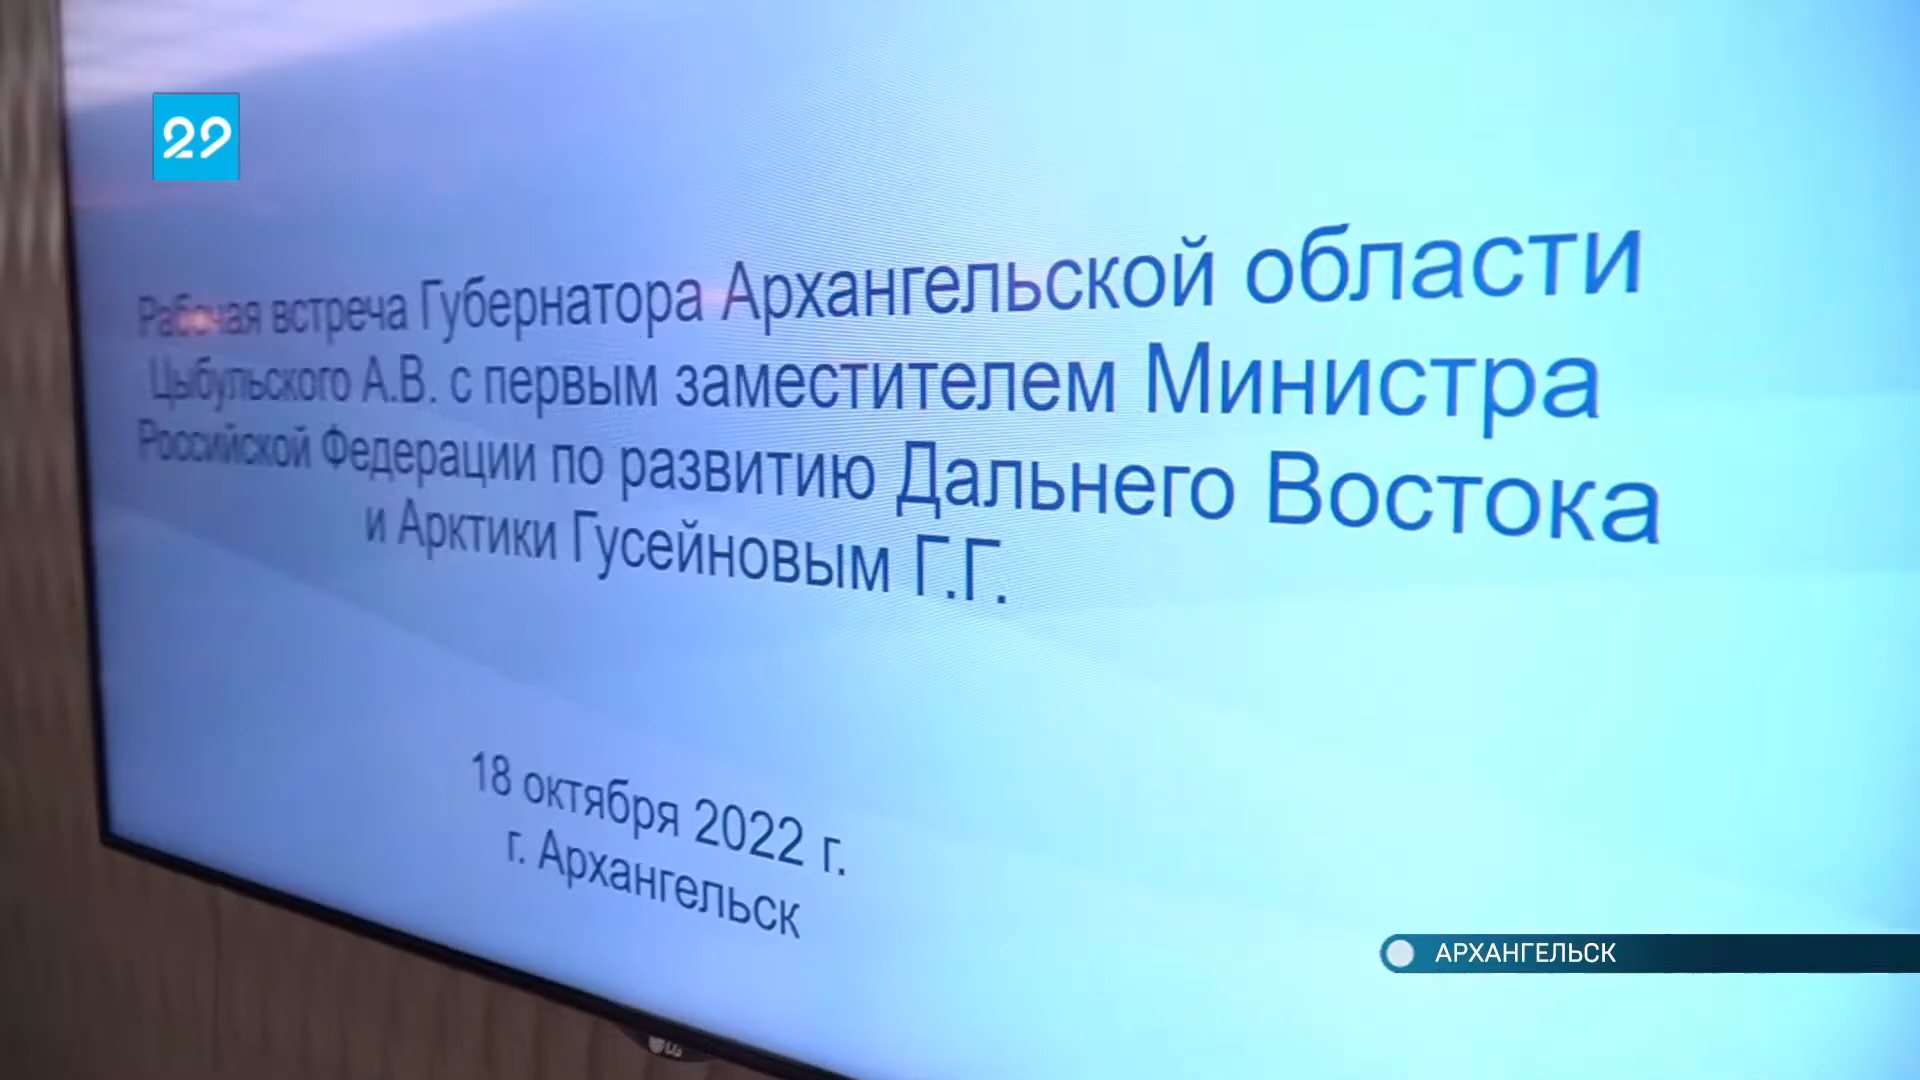 29
Рабочая встреча Губернатора Архангельской области
Цыбульского А.В. с первым заместителем Министра
Российской Федерации по развитию Дальнего Востока
и Арктики Гусейновым Г.Г.
18 октября 2022 г.
г. Архангельск
АРХАНГЕЛЬСК
LG